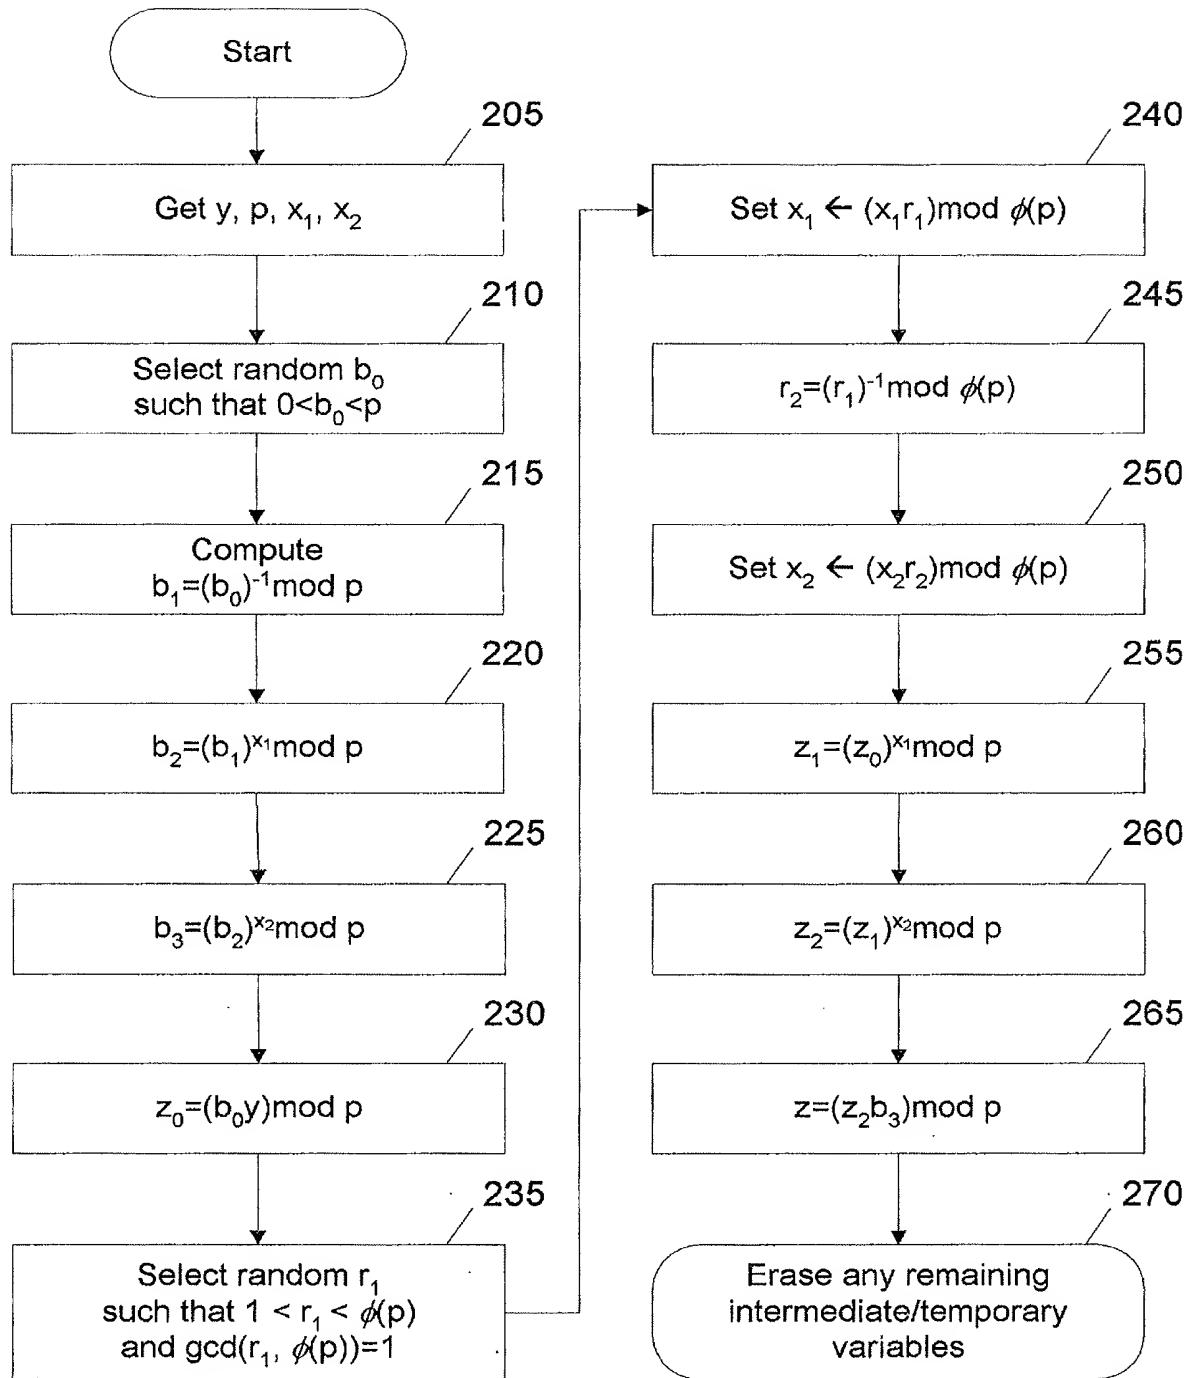 Start
205
Get y, p, x₁, x₂
210
Select random b₀
such that 0<b₀<p
215
Compute
b₁=(b₀)⁻¹mod p
220
b₂=(b₁)^x₁mod p
225
b₃=(b₂)^x₂mod p
230
z₀=(b₀y)mod p
235
Select random r₁
such that 1 < r₁ < ϕ(p)
and gcd(r₁, ϕ(p))=1
240
Set x₁ ← (x₁r₁)mod ϕ(p)
245
r₂=(r₁)⁻¹mod ϕ(p)
250
Set x₂ ← (x₂r₂)mod ϕ(p)
255
z₁=(z₀)^x₁mod p
260
z₂=(z₁)^x₂mod p
265
z=(z₂b₃)mod p
270
Erase any remaining
intermediate/temporary
variables